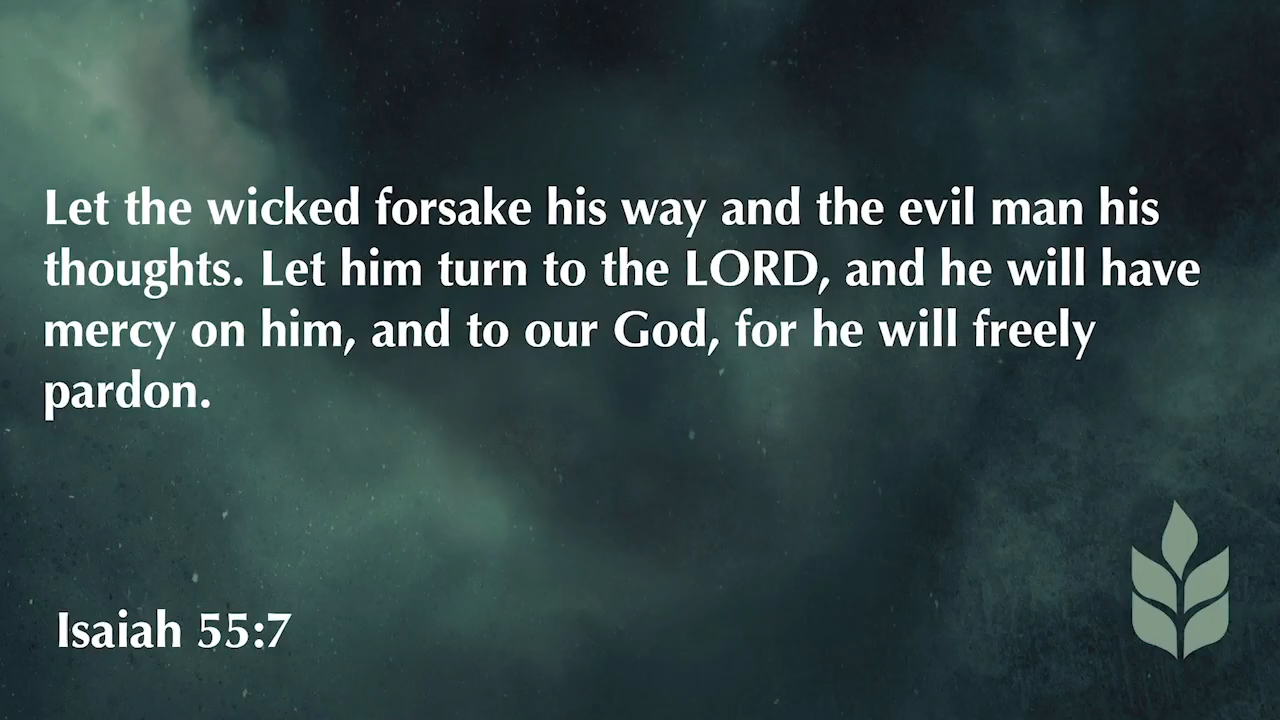 Let the wicked forsake his way and the evil man his
thoughts. Let him turn to the LORD, and he will have
mercy on him, and to our God, for he will freely
pardon.
Isaiah 55:7